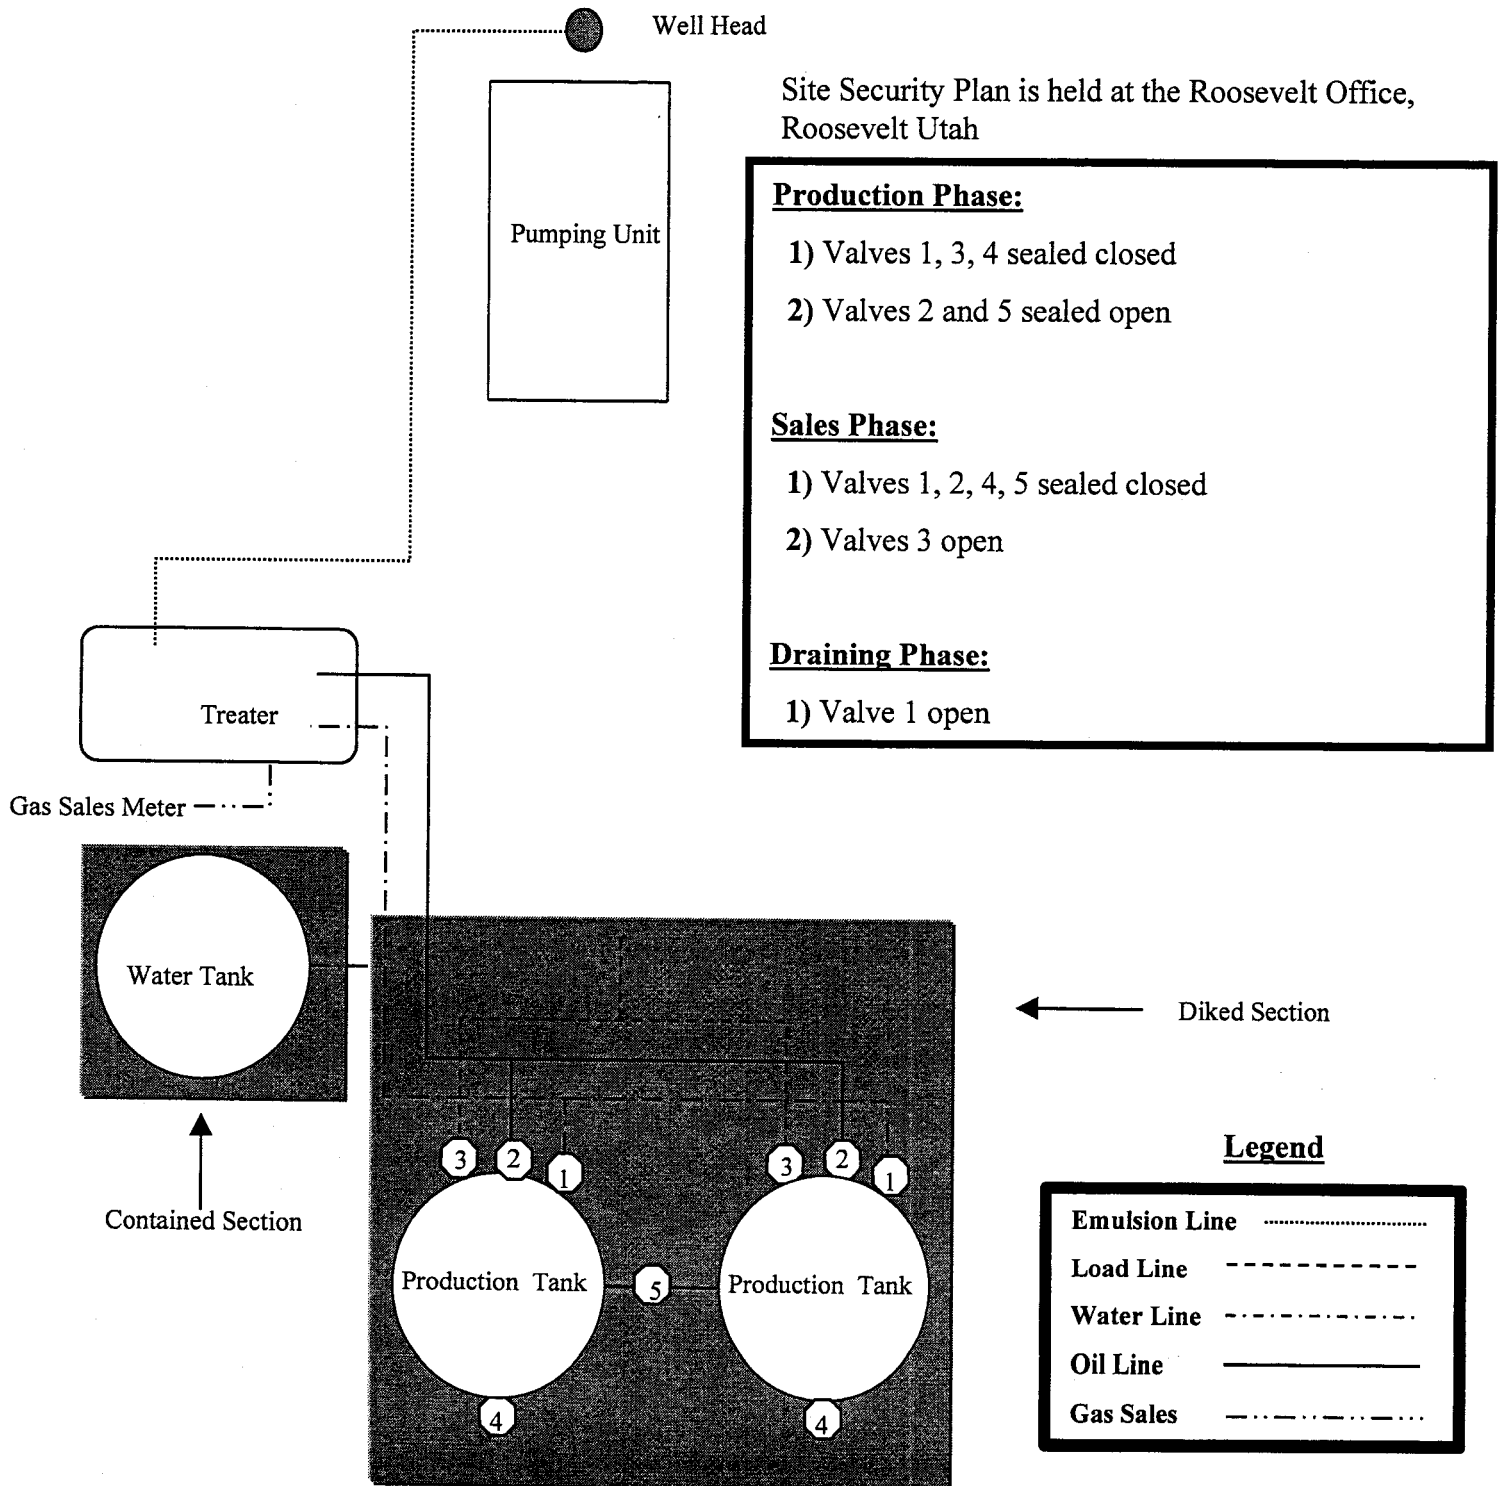 Well Head
Site Security Plan is held at the Roosevelt Office,
Roosevelt Utah
Pumping Unit
Production Phase:
1) Valves 1, 3, 4 sealed closed
2) Valves 2 and 5 sealed open
Sales Phase:
1) Valves 1, 2, 4, 5 sealed closed
2) Valves 3 open
Draining Phase:
1) Valve 1 open
Treater
Gas Sales Meter
Water Tank
Diked Section
Contained Section
3
2
1
3
2
1
Production Tank
5
Production Tank
4
4
Legend
Emulsion Line
Load Line
Water Line
Oil Line
Gas Sales